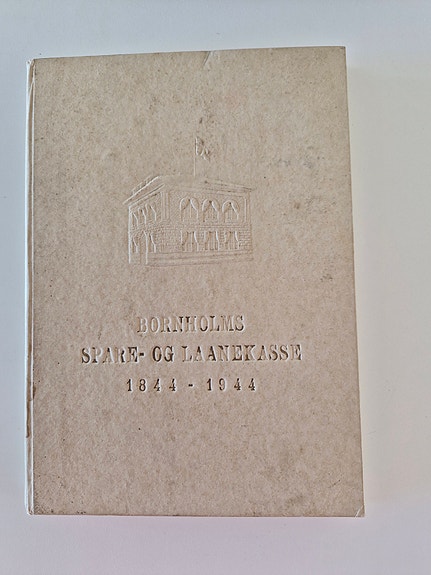 BORNHOLMS
SPARE- OG LAANEKASSE
1844 - 1944